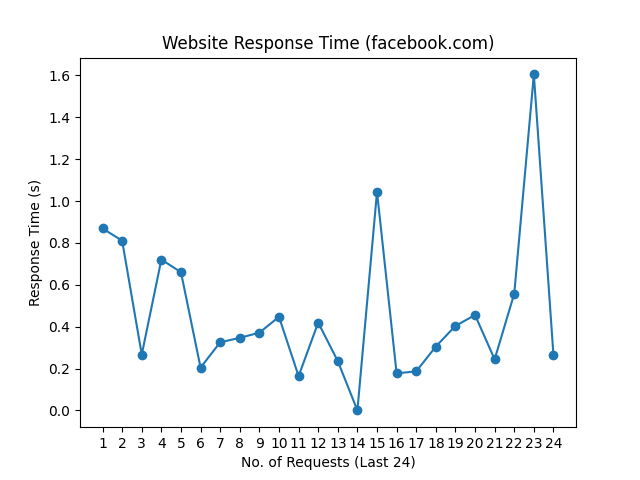 Website Response Time (facebook.com)
Response Time (s)
1.6
1.4
1.2
1.0
0.8
0.6
0.4
0.2
0.0
1 2 3 4 5 6 7 8 9 10 11 12 13 14 15 16 17 18 19 20 21 22 23 24
No. of Requests (Last 24)